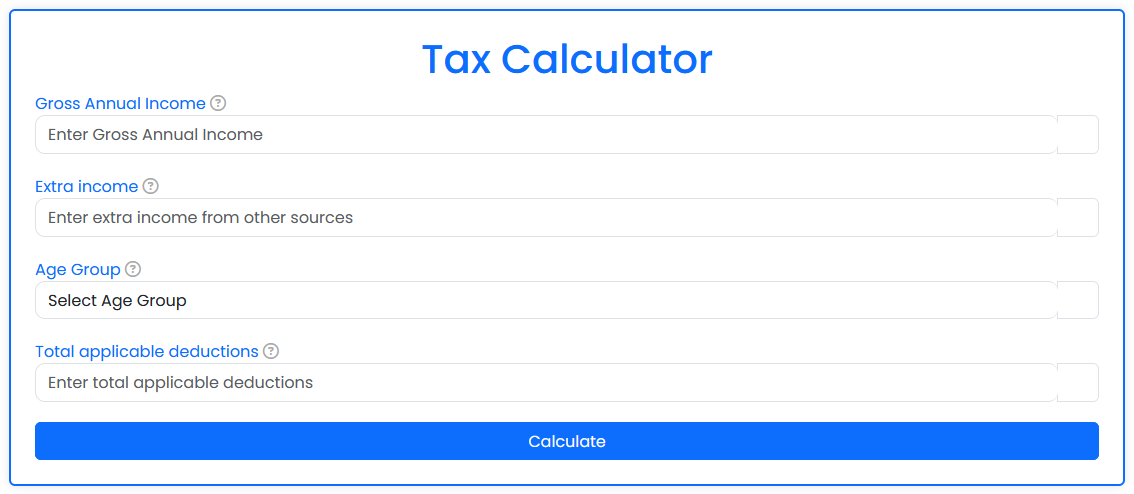 Tax Calculator
Gross Annual Income ?
Enter Gross Annual Income
Extra income ?
Enter extra income from other sources
Age Group ?
Select Age Group
Total applicable deductions ?
Enter total applicable deductions
Calculate